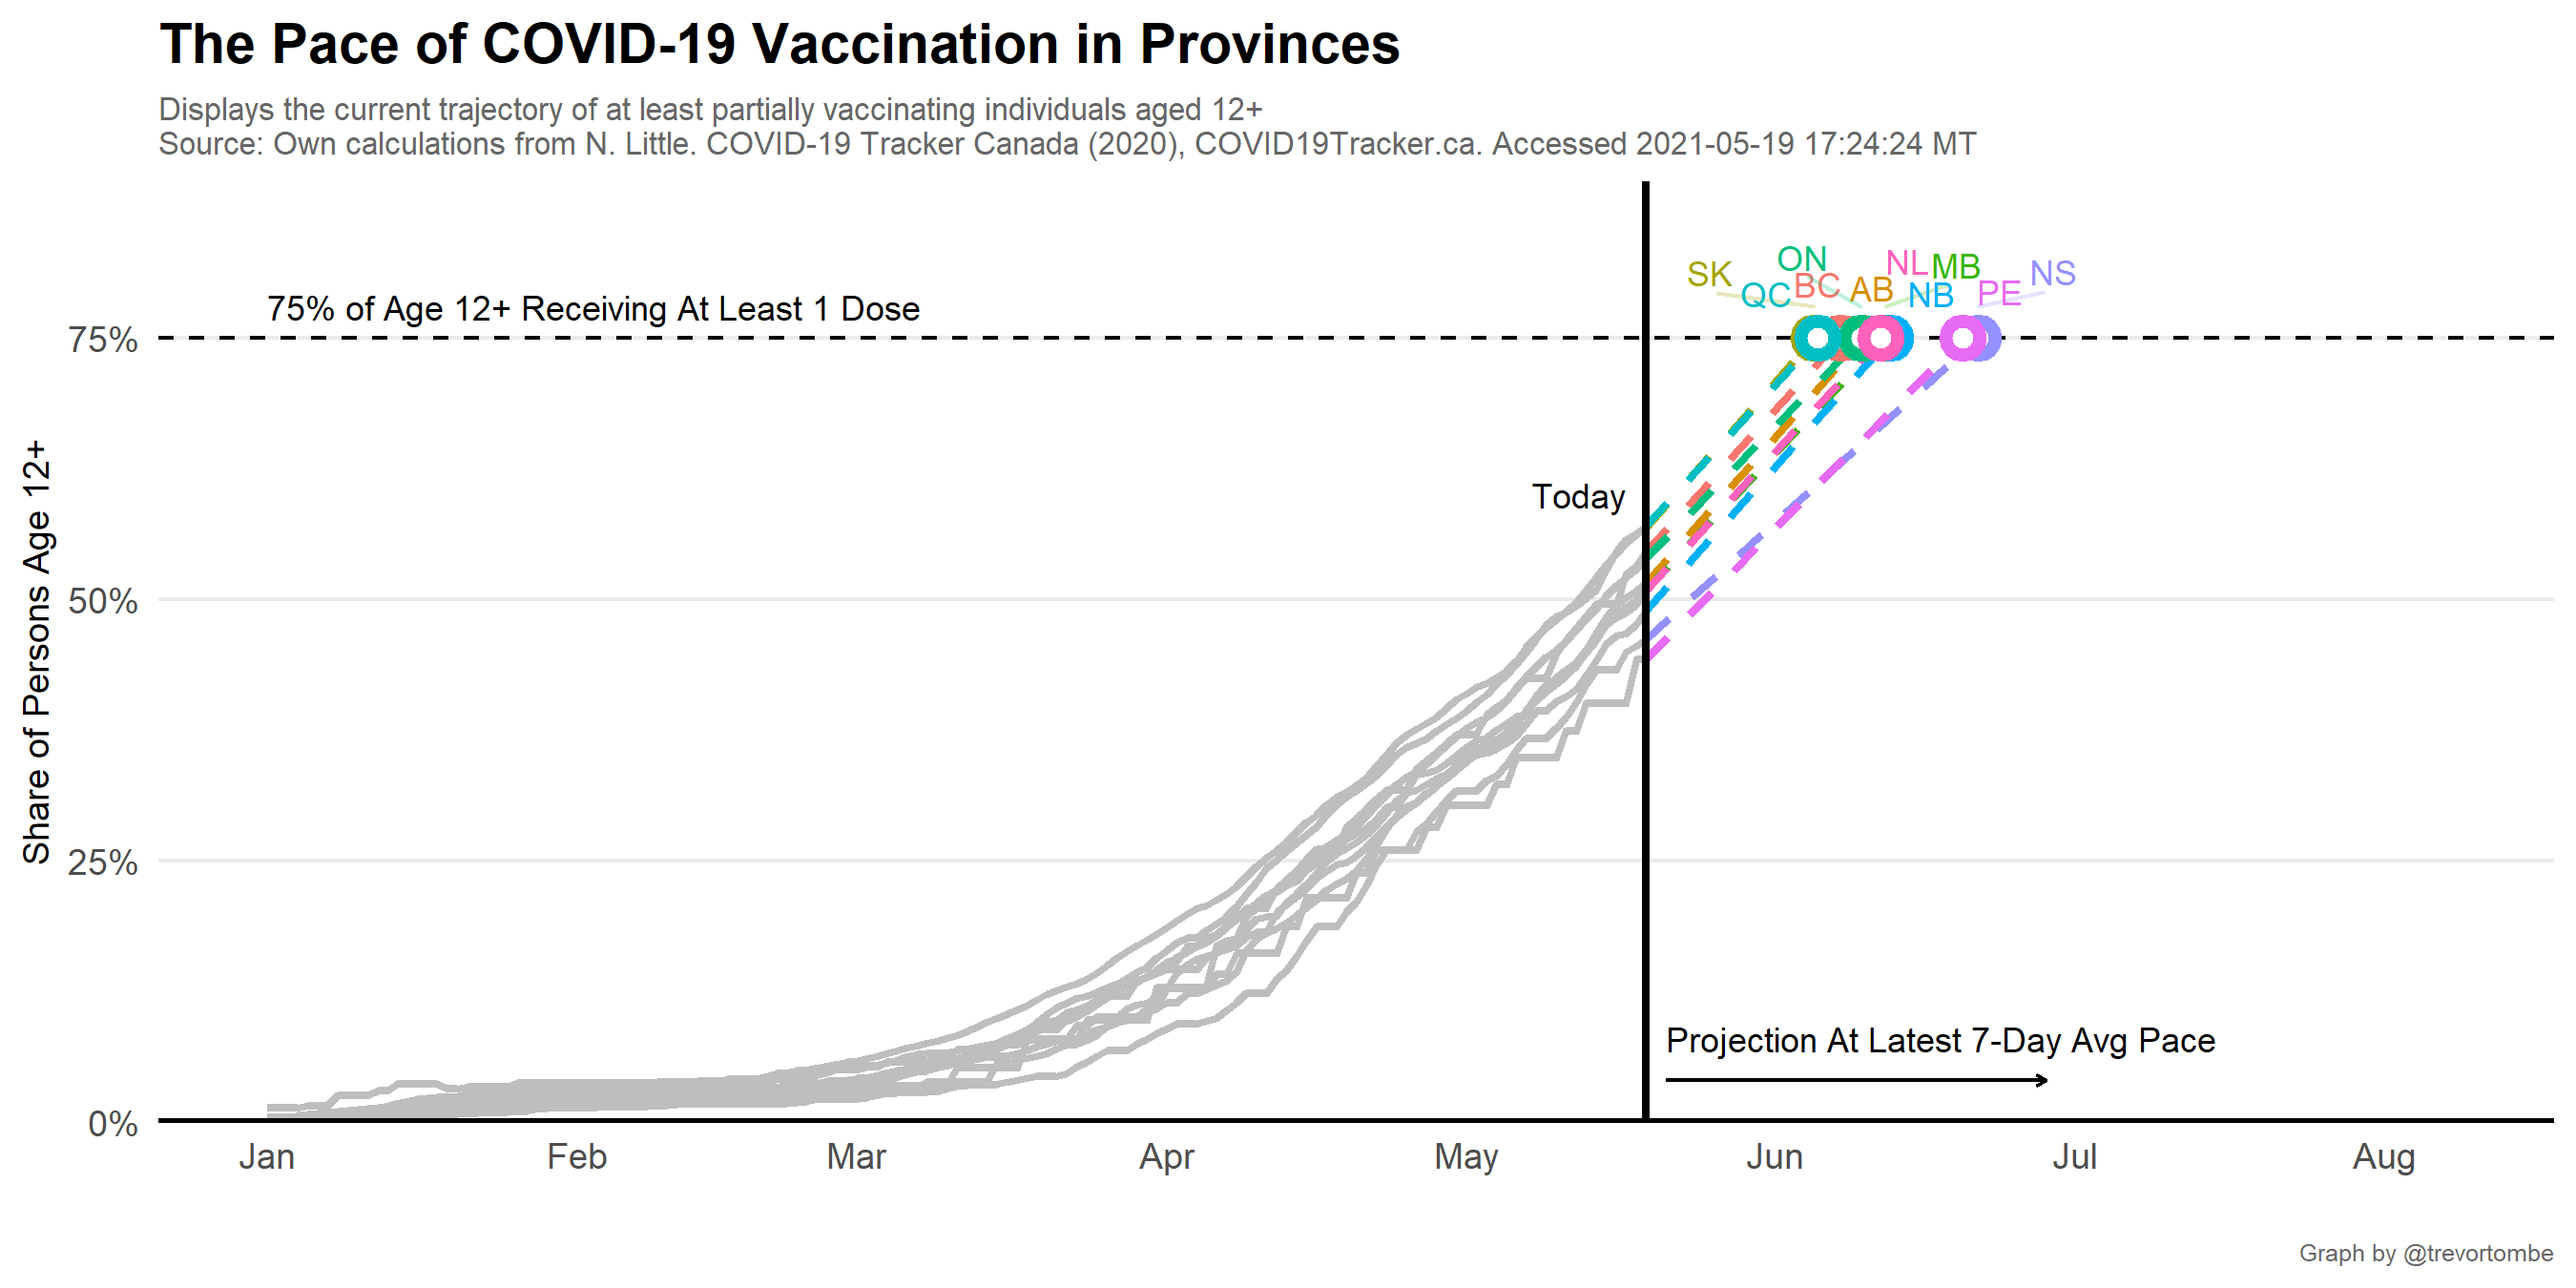 The Pace of COVID-19 Vaccination in Provinces
Displays the current trajectory of at least partially vaccinating individuals aged 12+
Source: Own calculations from N. Little. COVID-19 Tracker Canada (2020), COVID19Tracker.ca. Accessed 2021-05-19 17:24:24 MT
ON
NL
MB
NS
SK
QC
BC
AB
NB
PE
75% of Age 12+ Receiving At Least 1 Dose
75%
Today
50%
25%
0%
Share of Persons Age 12+
Projection At Latest 7-Day Avg Pace
Jan
Feb
Mar
Apr
May
Jun
Jul
Aug
Graph by @trevortombe